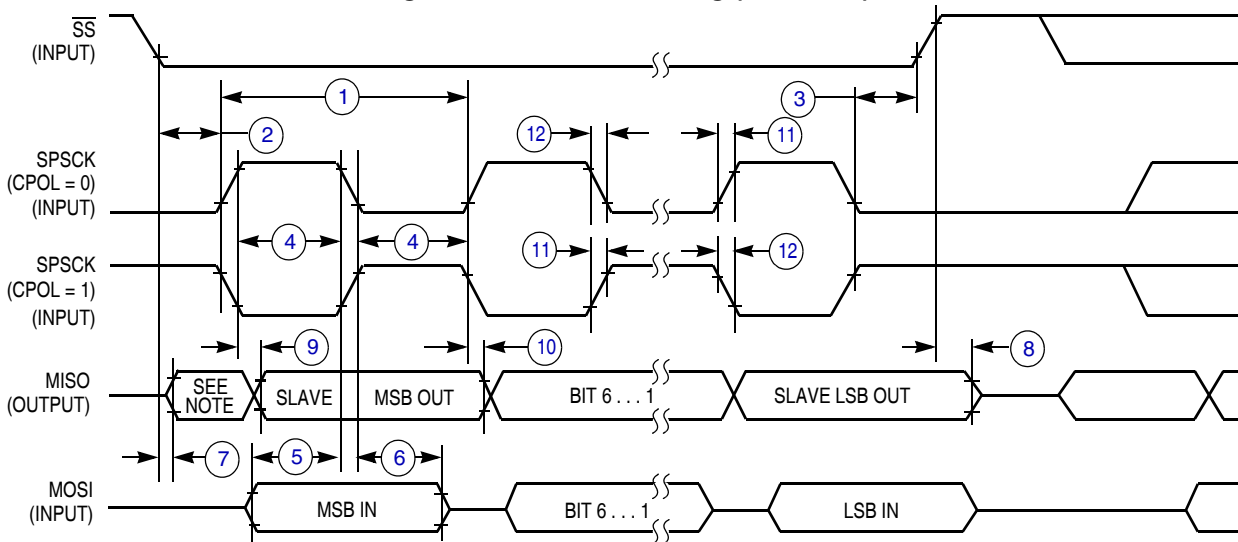 SS
(INPUT)
1
3
2
12
11
SPSCK
(CPOL = 0)
(INPUT)
4
4
11
12
SPSCK
(CPOL = 1)
(INPUT)
9
10
8
MISO
(OUTPUT)
SEE
NOTE
SLAVE
MSB OUT
BIT 6 . . . 1
SLAVE LSB OUT
7
5
6
MOSI
(INPUT)
MSB IN
BIT 6 . . . 1
LSB IN